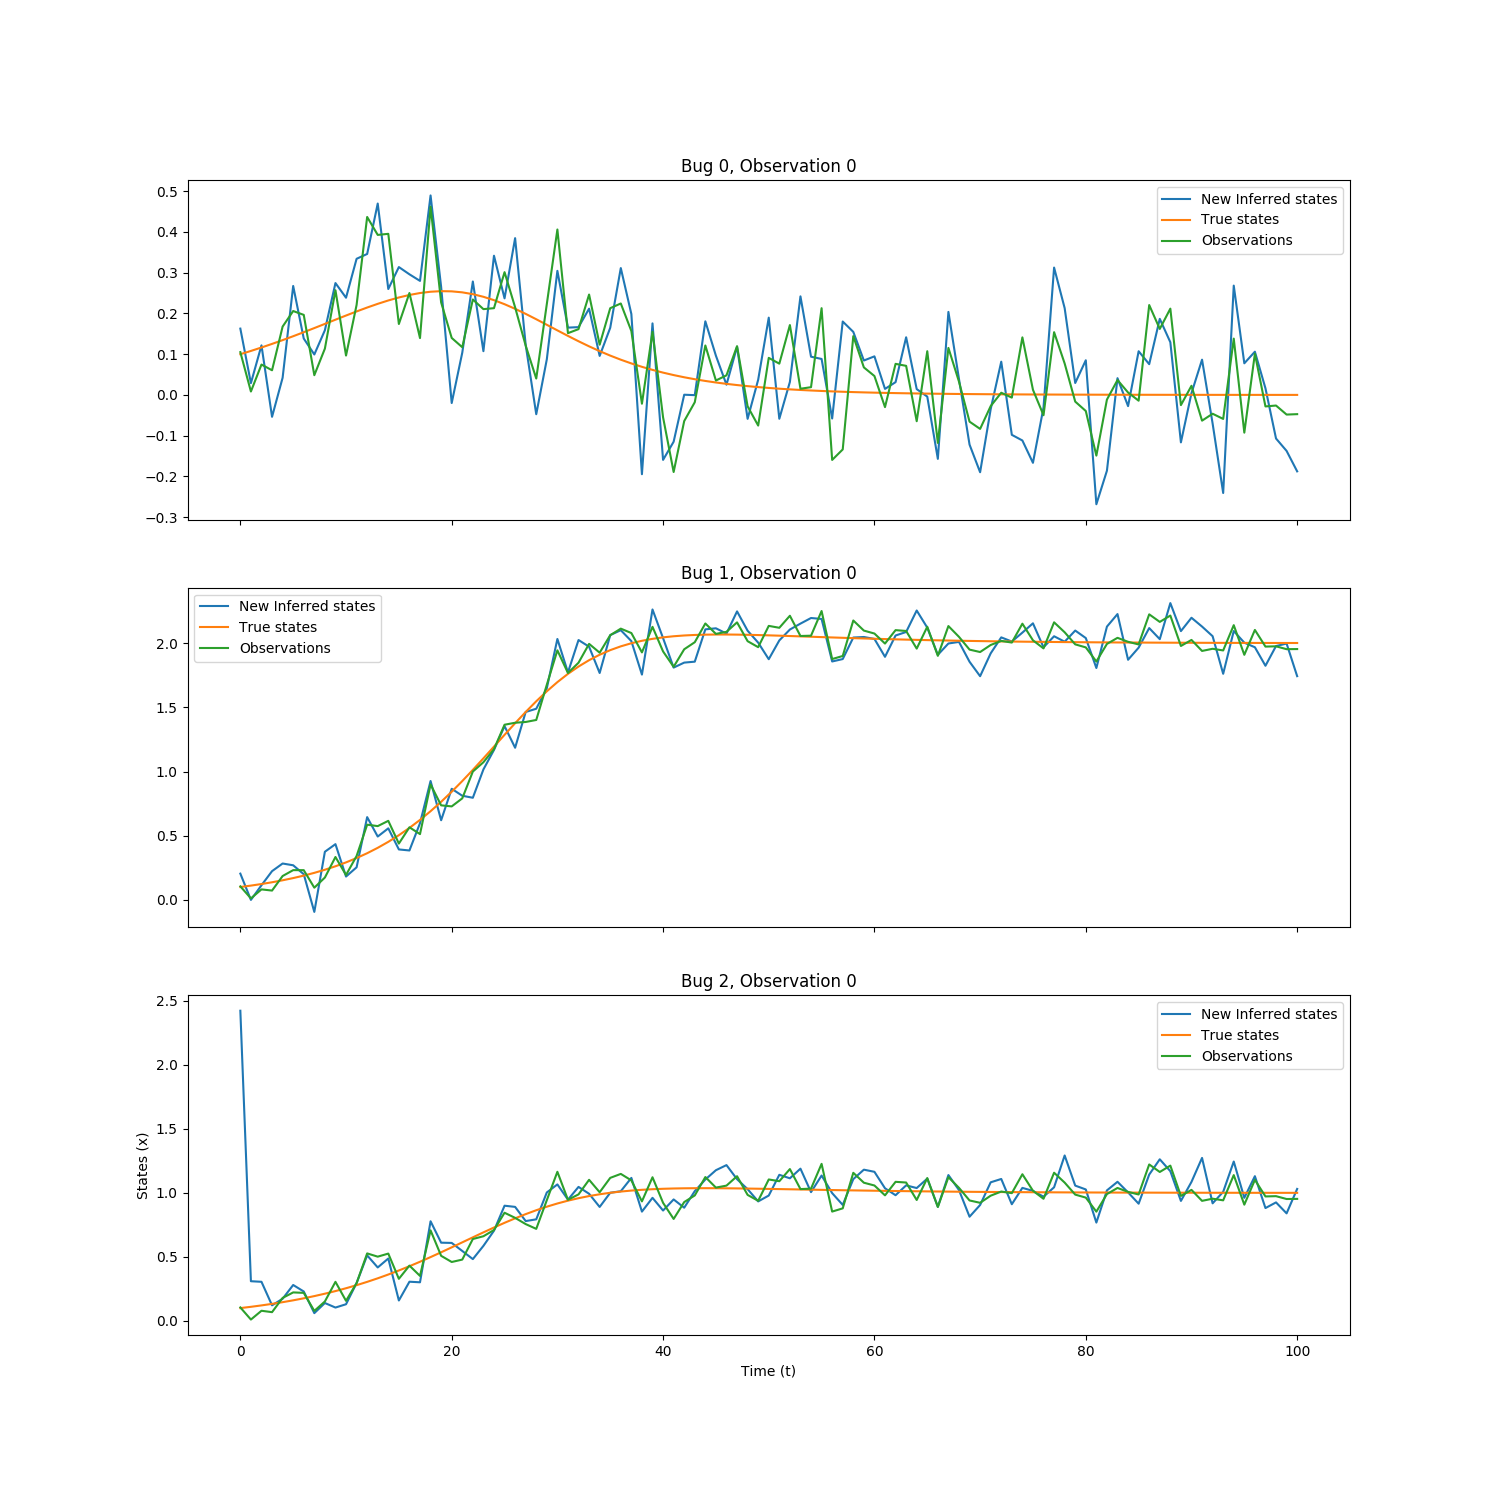 Bug 0, Observation 0
0.5
0.4
0.3
0.2
0.1
0.0
−0.1
−0.2
−0.3
New Inferred states
True states
Observations
Bug 1, Observation 0
2.0
1.5
1.0
0.5
0.0
New Inferred states
True states
Observations
Bug 2, Observation 0
2.5
2.0
1.5
1.0
0.5
0.0
States (x)
New Inferred states
True states
Observations
0 20 40 60 80 100
Time (t)